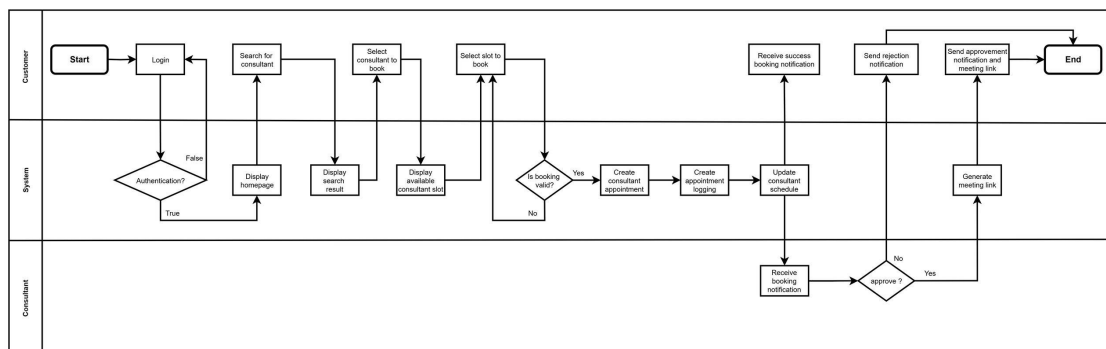 Customer
Start
Login
Search for
consultant
Select
consultant to
book
Select slot to
book
Receive success
booking notification
Send rejection
notification
Send approvement
notification and
meeting link
End
System
Authentication?
False
True
Display
homepage
Display
search
result
Display
available
consultant slot
Is booking
valid?
Yes
No
Create
consultant
appointment
Create
appointment
logging
Update
consultant
schedule
Generate
meeting link
Consultant
Receive
booking
notification
approve ?
No
Yes